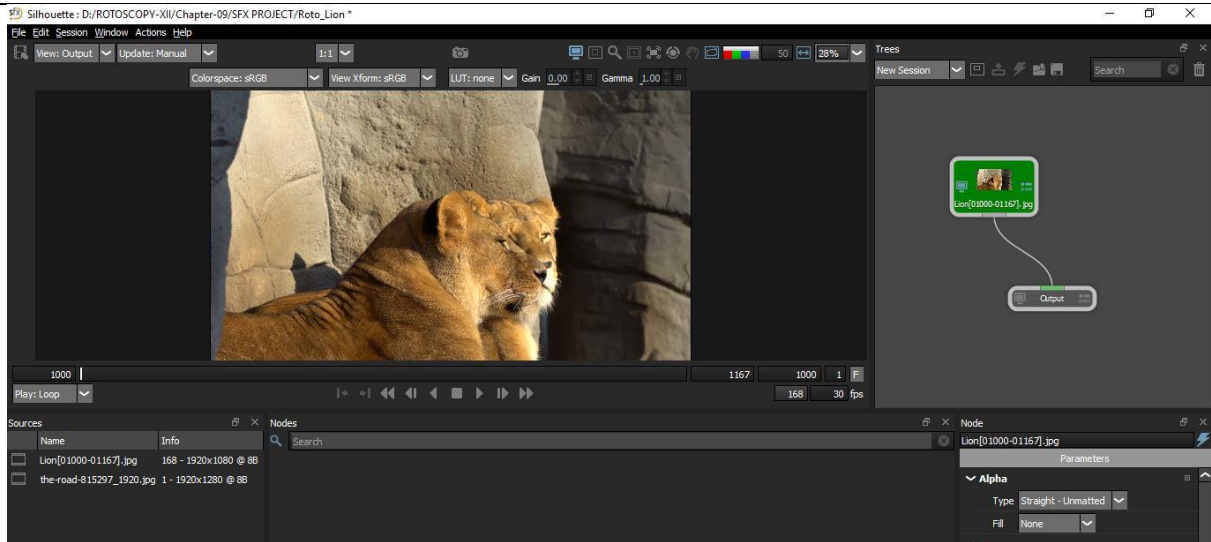 sfx Silhouette : D:/ROTOSCOPY-XII/Chapter-09/SFX PROJECT/Roto_Lion *
File Edit Session Window Actions Help
View: Output Update: Manual 1:1 50 28%
Colorspace: sRGB View Xform: sRGB LUT: none Gain 0.00 Gamma 1.00
1000 1167 1000 1 F
Play: Loop 168 30 fps
Trees
New Session Search
Lion[01000-01167].jpg
Output
Sources
Name Info
Lion[01000-01167].jpg 168 - 1920x1080 @ 8B
the-road-815297_1920.jpg 1 - 1920x1280 @ 8B
Nodes
Search
Node
Lion[01000-01167].jpg
Parameters
Alpha
Type Straight - Unmatted
Fill None